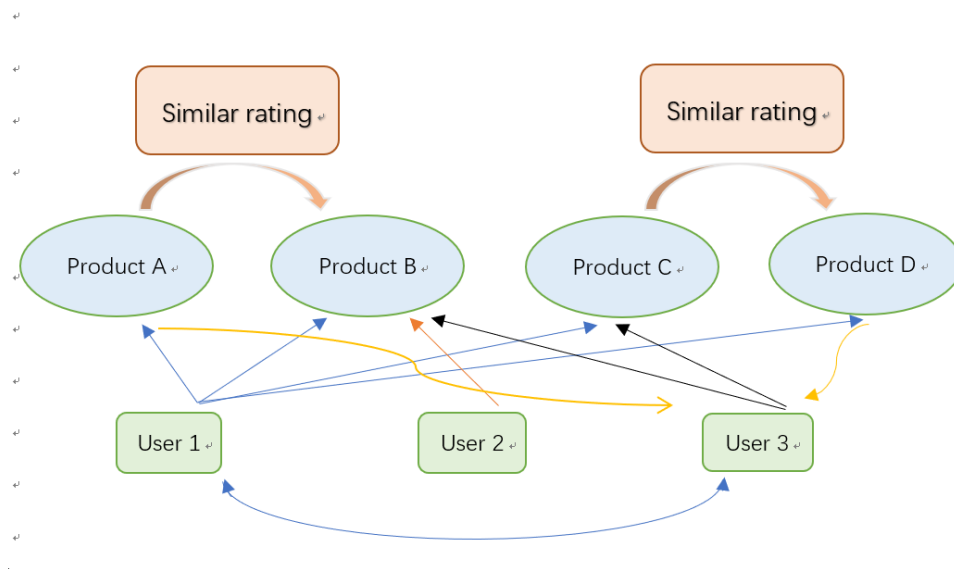 Similar rating
Similar rating
Product A
Product B
Product C
Product D
User 1
User 2
User 3